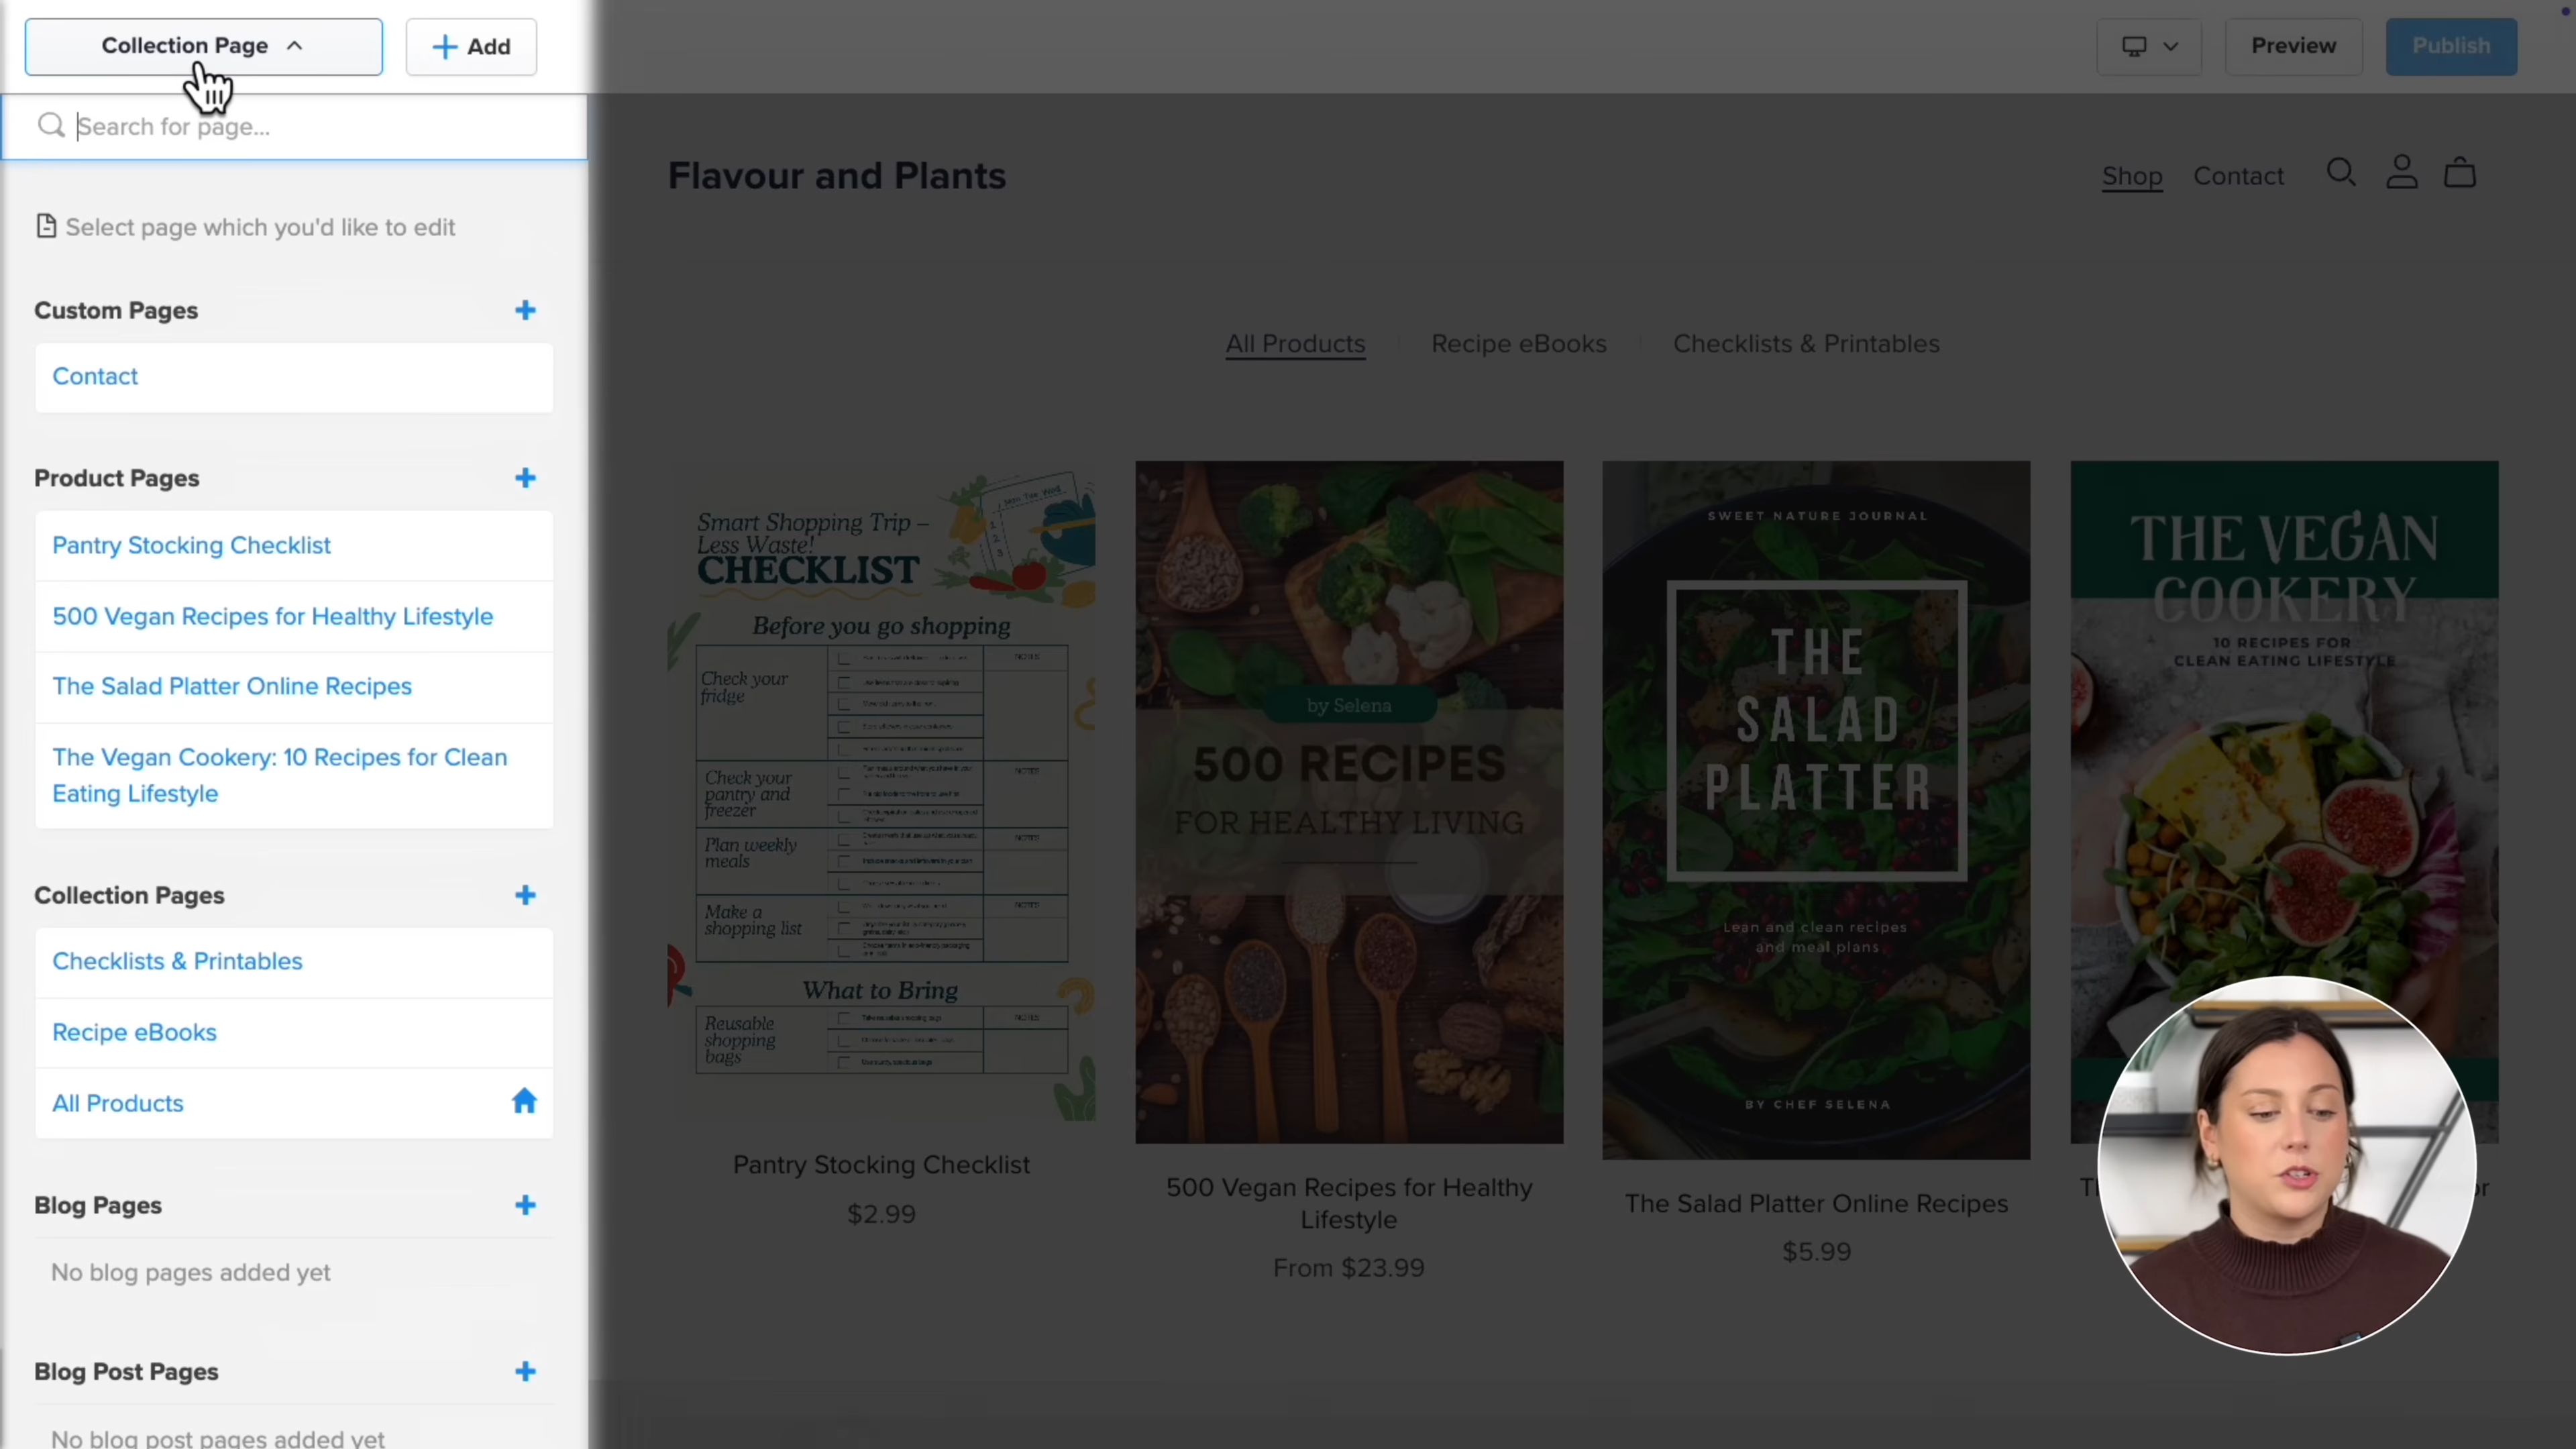 Collection Page
Add
Preview
Publish
Search for page...
Select page which you'd like to edit
Custom Pages
Contact
Product Pages
Pantry Stocking Checklist
500 Vegan Recipes for Healthy Lifestyle
The Salad Platter Online Recipes
The Vegan Cookery: 10 Recipes for Clean
Eating Lifestyle
Collection Pages
Checklists & Printables
Recipe eBooks
All Products
Blog Pages
No blog pages added yet
Blog Post Pages
No blog post pages added yet
Flavour and Plants
Shop
Contact
All Products
Recipe eBooks
Checklists & Printables
Smart Shopping Trip –
Less Waste!
CHECKLIST
Before you go shopping
Check your
fridge
NOTES
Check your
pantry and
freezer
NOTES
Plan weekly
meals
NOTES
Make a
shopping list
NOTES
What to Bring
Reusable
shopping
bags
NOTES
Pantry Stocking Checklist
$2.99
by Selena
500 RECIPES
FOR HEALTHY LIVING
500 Vegan Recipes for Healthy
Lifestyle
From $23.99
SWEET NATURE JOURNAL
THE
SALAD
PLATTER
Lean and clean recipes
and meal plans
BY CHEF SELENA
The Salad Platter Online Recipes
$5.99
THE VEGAN
COOKERY
10 RECIPES FOR
CLEAN EATING LIFESTYLE